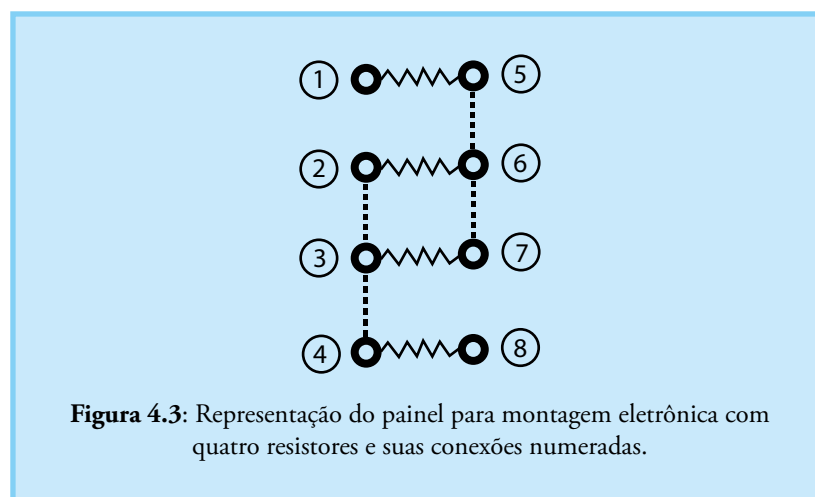 1 5
2 6
3 7
4 8
Figura 4.3: Representação do painel para montagem eletrônica com
quatro resistores e suas conexões numeradas.